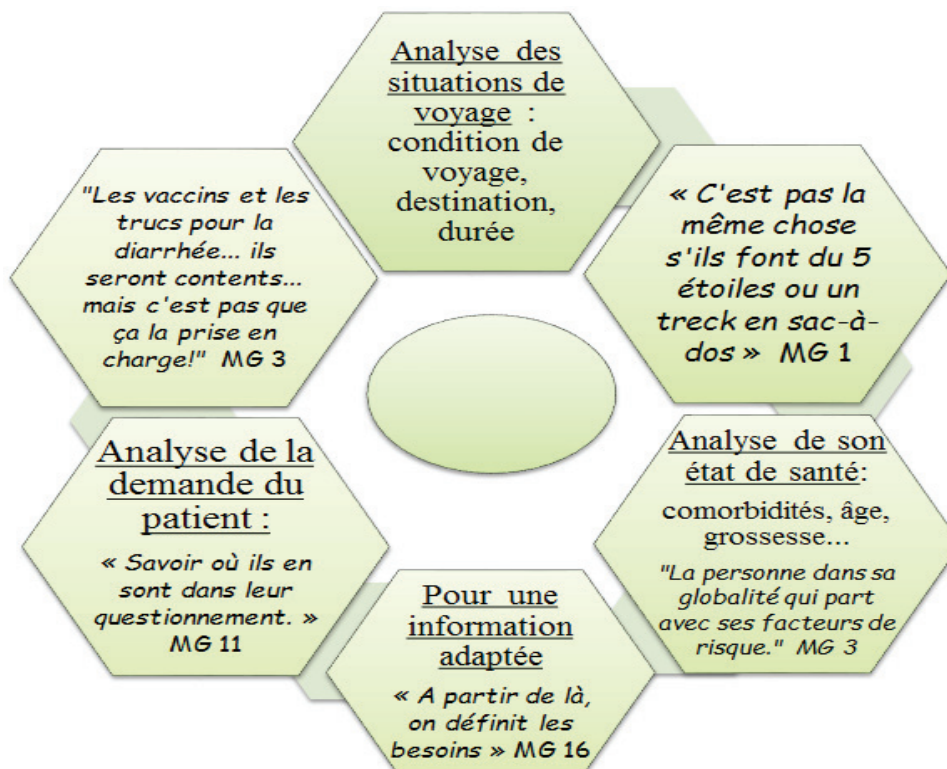 Analyse des
situations de
voyage :
condition de
voyage,
destination,
durée
« C'est pas la
même chose
s'ils font du 5
étoiles ou un
treck en sac-à-
dos » MG 1
Analyse de son
état de santé:
comorbidités, âge,
grossesse...
"La personne dans sa
globalité qui part
avec ses facteurs de
risque." MG 3
Pour une
information
adaptée
« A partir de là,
on définit les
besoins » MG 16
Analyse de la
demande du
patient :
« Savoir où ils en
sont dans leur
questionnement. »
MG 11
"Les vaccins et les
trucs pour la
diarrhée... ils
seront contents...
mais c'est pas que
ça la prise en
charge!" MG 3